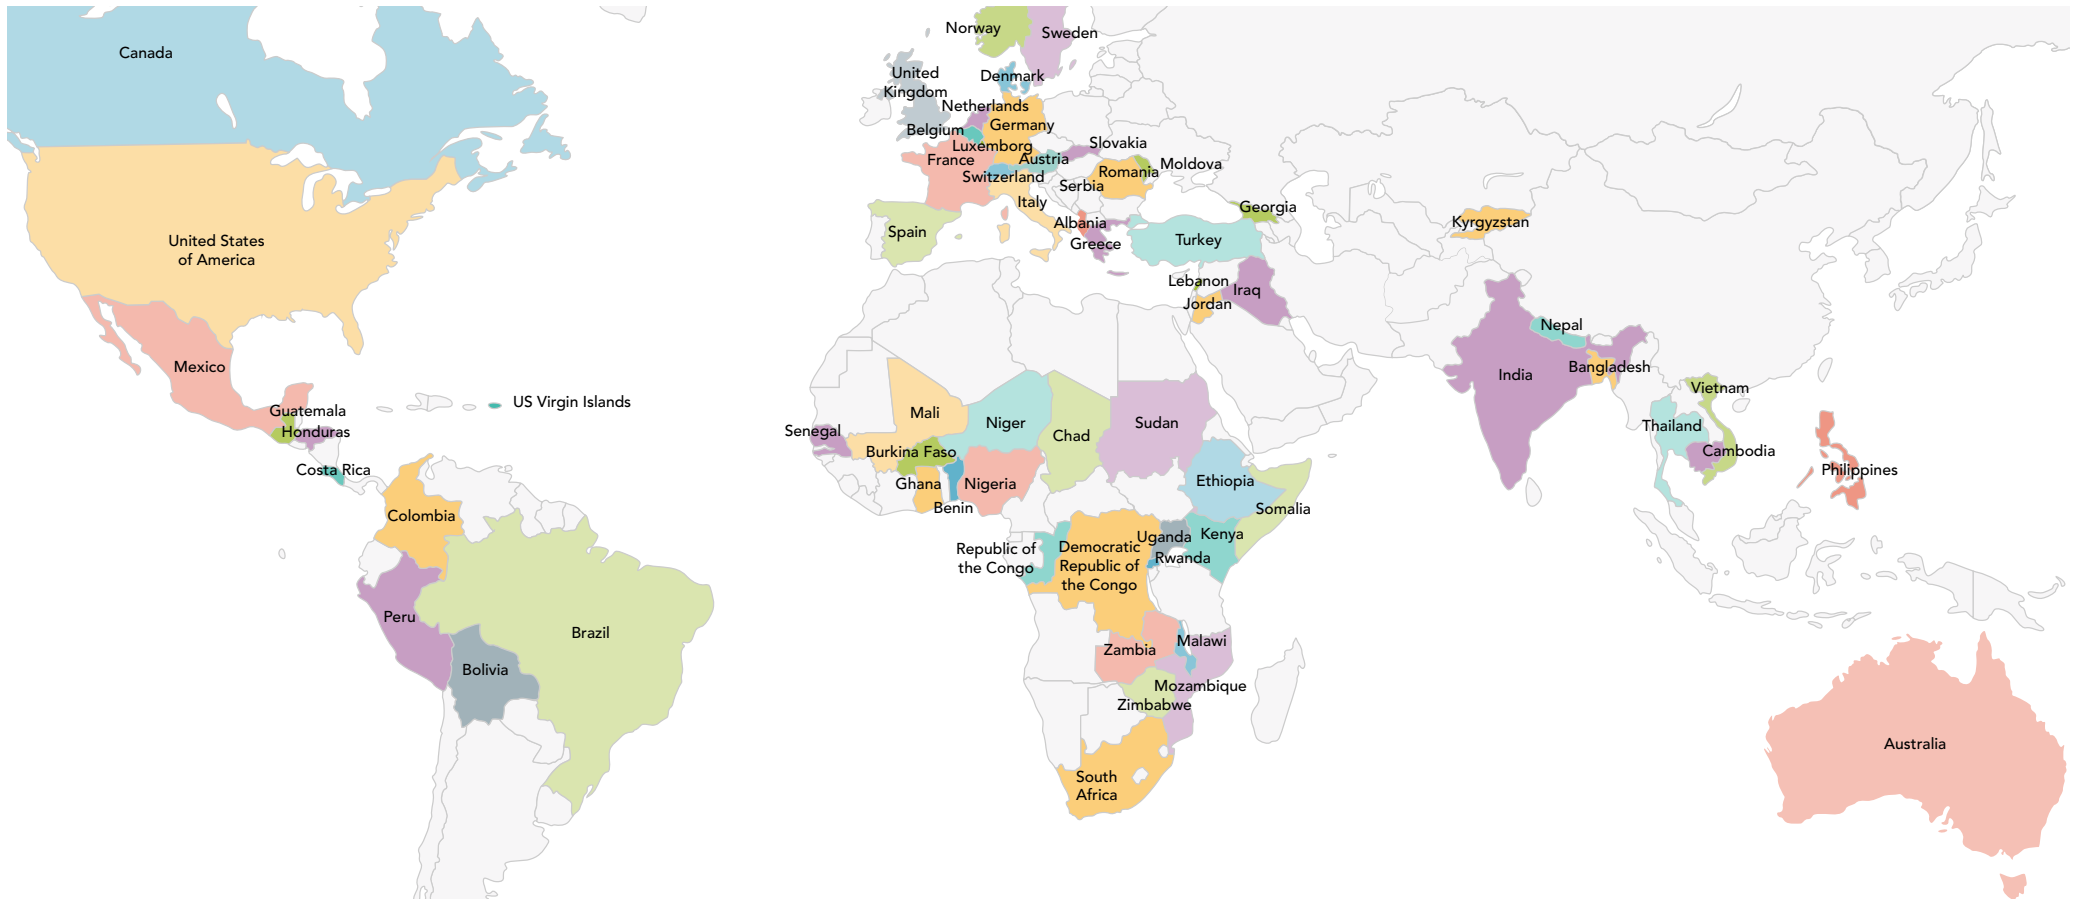 Canada
United States
of America
Mexico
Guatemala
Honduras
Costa Rica
US Virgin Islands
Colombia
Peru
Brazil
Bolivia
Norway
Sweden
United
Kingdom
Denmark
Netherlands
Belgium
Germany
Luxemborg
France
Austria
Slovakia
Switzerland
Romania
Moldova
Serbia
Italy
Spain
Albania
Greece
Georgia
Turkey
Lebanon
Iraq
Jordan
Kyrgyzstan
Nepal
India
Bangladesh
Vietnam
Thailand
Cambodia
Philippines
Senegal
Mali
Niger
Chad
Sudan
Burkina Faso
Ghana
Benin
Nigeria
Ethiopia
Somalia
Republic of
the Congo
Democratic
Republic of
the Congo
Uganda
Kenya
Rwanda
Zambia
Malawi
Mozambique
Zimbabwe
South
Africa
Australia